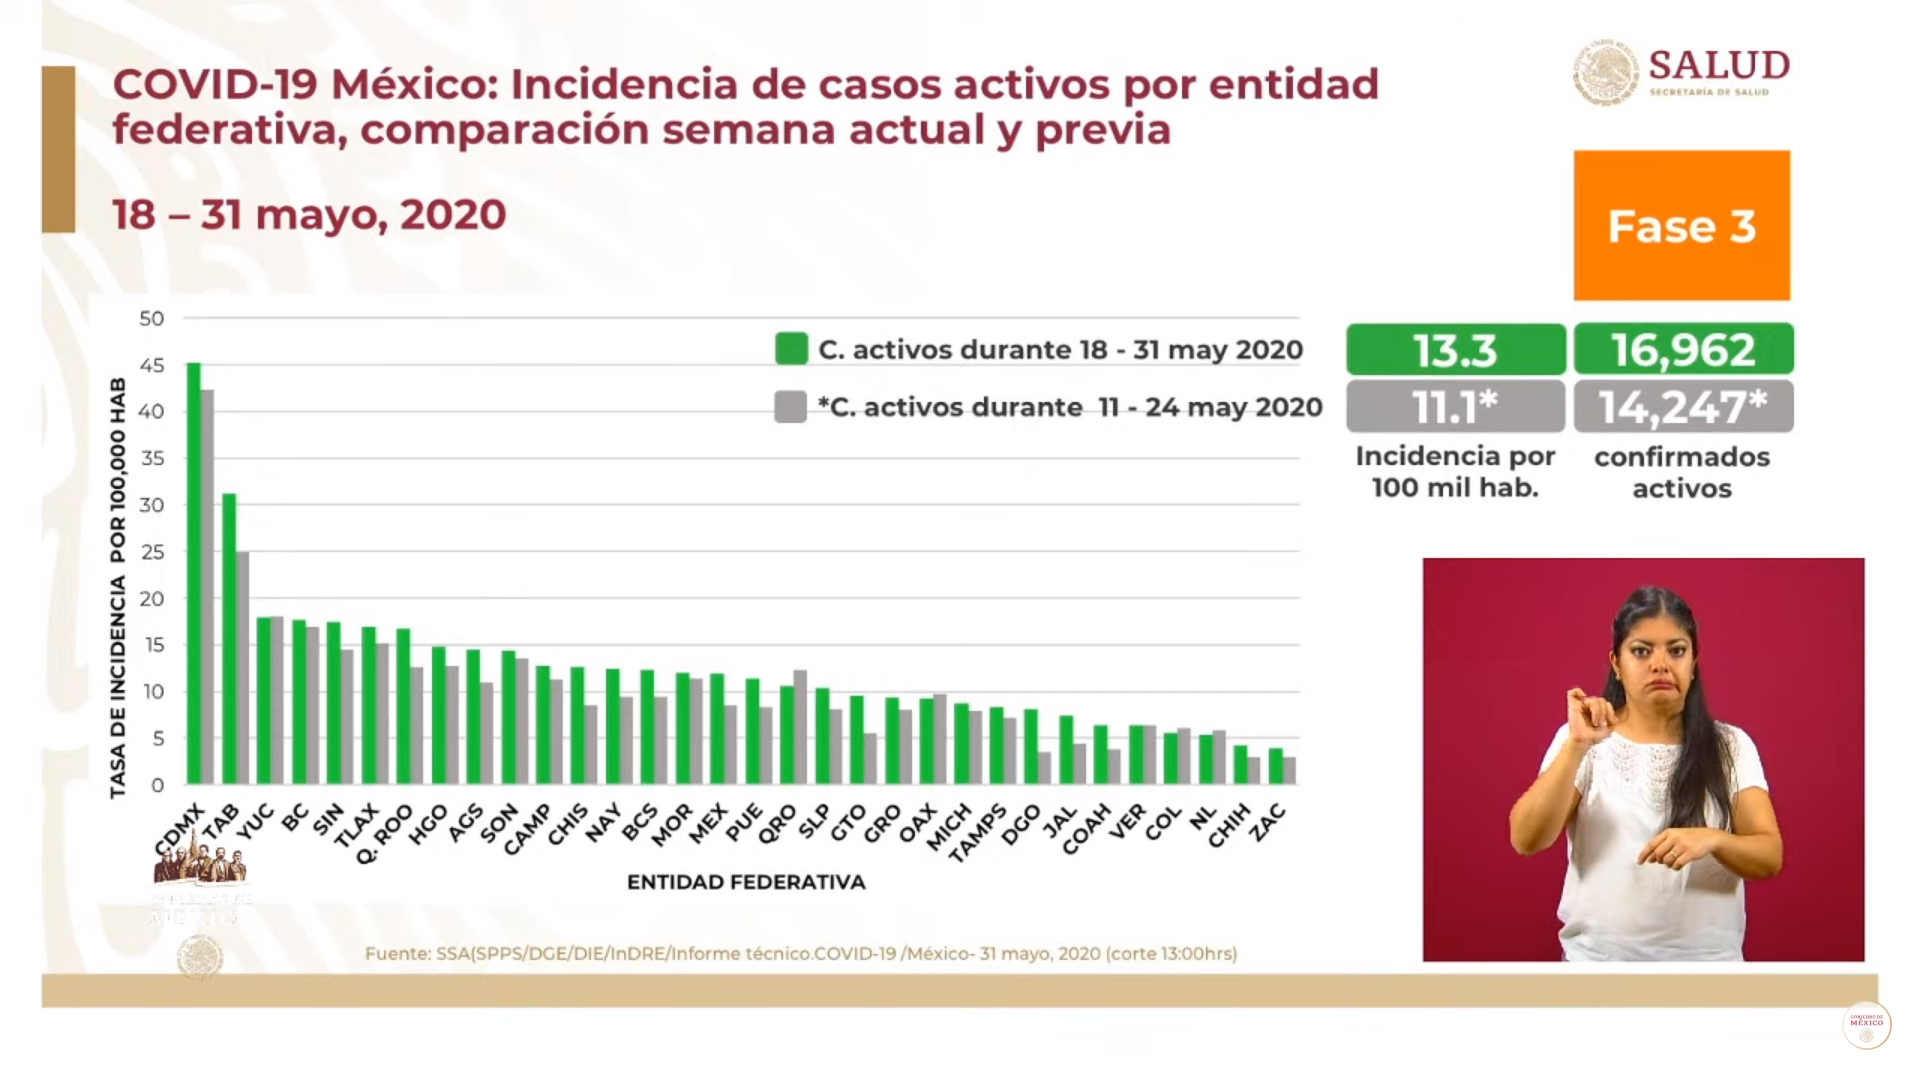 COVID-19 México: Incidencia de casos activos por entidad
federativa, comparación semana actual y previa
18 – 31 mayo, 2020
SALUD
SECRETARÍA DE SALUD
Fase 3
C. activos durante 18 - 31 may 2020
*C. activos durante 11 - 24 may 2020
13.3
16,962
11.1*
14,247*
Incidencia por
100 mil hab.
confirmados
activos
TASA DE INCIDENCIA POR 100,000 HAB
50
45
40
35
30
25
20
15
10
5
0
CDMX
TAB
YUC
BC
SIN
TLAX
Q. ROO
HGO
AGS
SON
CAMP
CHIS
NAY
BCS
MOR
MEX
PUE
QRO
SLP
GTO
GRO
OAX
MICH
TAMPS
DGO
JAL
COAH
VER
COL
NL
CHIH
ZAC
ENTIDAD FEDERATIVA
Fuente: SSA(SPPS/DGE/DIE/InDRE/Informe técnico.COVID-19 /México- 31 mayo, 2020 (corte 13:00hrs)
GOBIERNO DE
MÉXICO